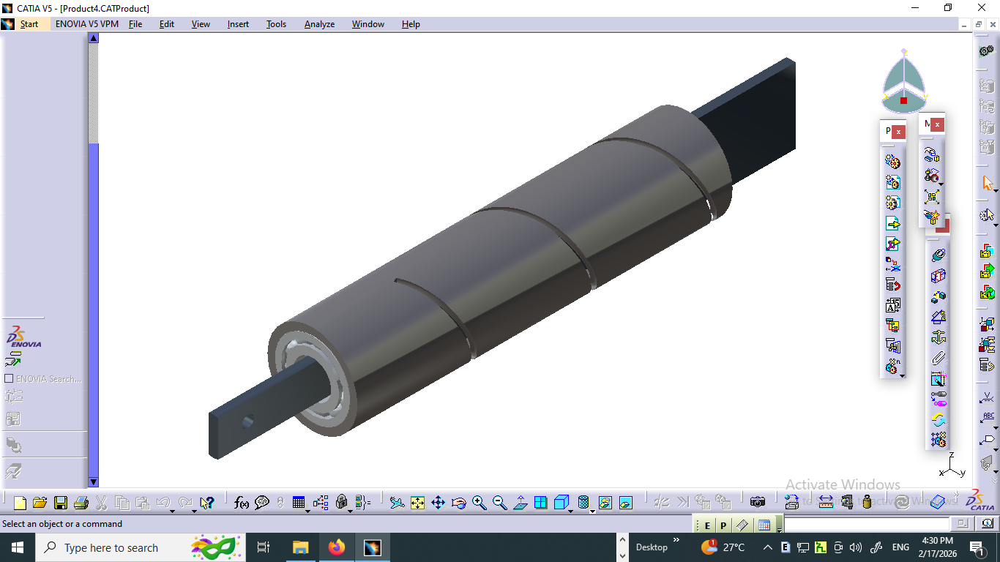 CATIA V5 - [Product4.CATProduct]
Start ENOVIA V5 VPM File Edit View Insert Tools Analyze Window Help
z
x y
P
M
ENOVIA
ENOVIA Search...
ABC
z
x y
Activate Windows
f(x)
CATIA
Select an object or a command
E P
Type here to search
Desktop
1
27°C
E
ENG
4:30 PM
2/17/2026
1